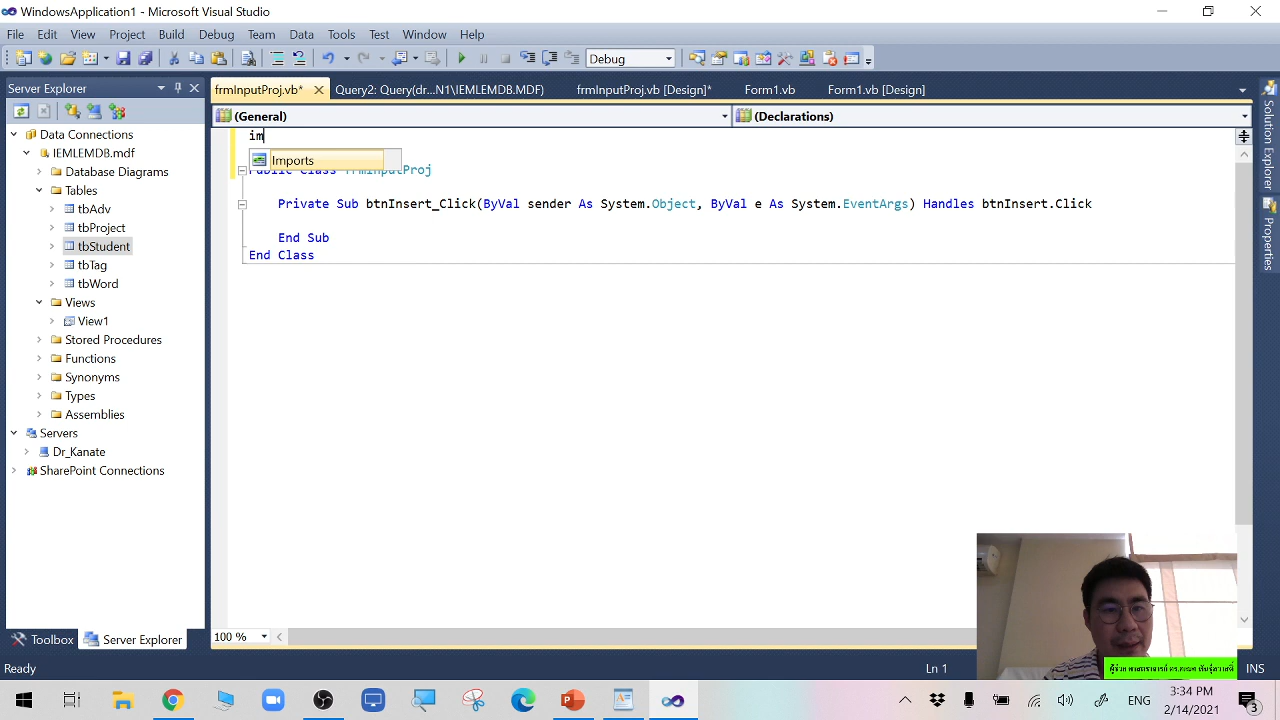 WindowsApplication1 - Microsoft Visual Studio
File Edit View Project Build Debug Team Data Tools Test Window Help
Debug
Server Explorer
frmInputProj.vb* Query2: Query(dr...N1\IEMLEMDB.MDF) frmInputProj.vb [Design]* Form1.vb Form1.vb [Design]
(General) (Declarations)
im
Imports
Public Class frmInputProj
Private Sub btnInsert_Click(ByVal sender As System.Object, ByVal e As System.EventArgs) Handles btnInsert.Click
End Sub
End Class
Data Connections
IEMLEMDB.mdf
Database Diagrams
Tables
tbAdv
tbProject
tbStudent
tbTag
tbWord
Views
View1
Stored Procedures
Functions
Synonyms
Types
Assemblies
Servers
Dr_Kanate
SharePoint Connections
Solution Explorer
Properties
100 %
Toolbox Server Explorer
Ready Ln 1 INS
ENG
3:34 PM
2/14/2021
3